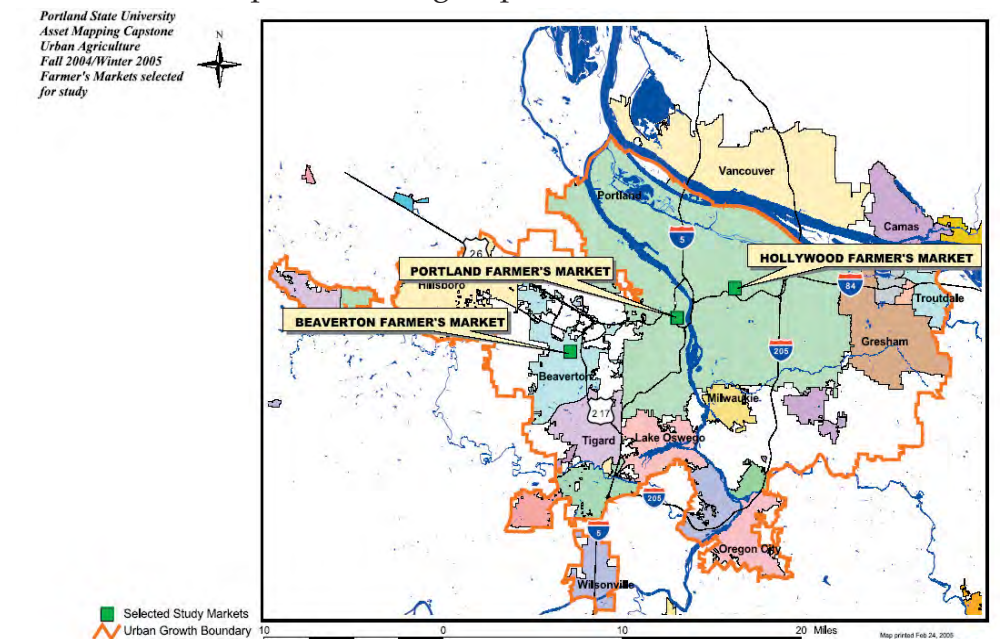 Portland State University
Asset Mapping Capstone
Urban Agriculture
Fall 2004/Winter 2005
Farmer's Markets selected
for study
N
Vancouver
Portland
Camas
5
26
HOLLYWOOD FARMER'S MARKET
PORTLAND FARMER'S MARKET
Hillsboro
84
Troutdale
BEAVERTON FARMER'S MARKET
Gresham
205
Beaverton
Milwaukie
217
Tigard
Lake Oswego
205
5
Oregon City
Wilsonville
Selected Study Markets
Urban Growth Boundary
10 0 10 20 Miles
Map printed Feb 24, 2005